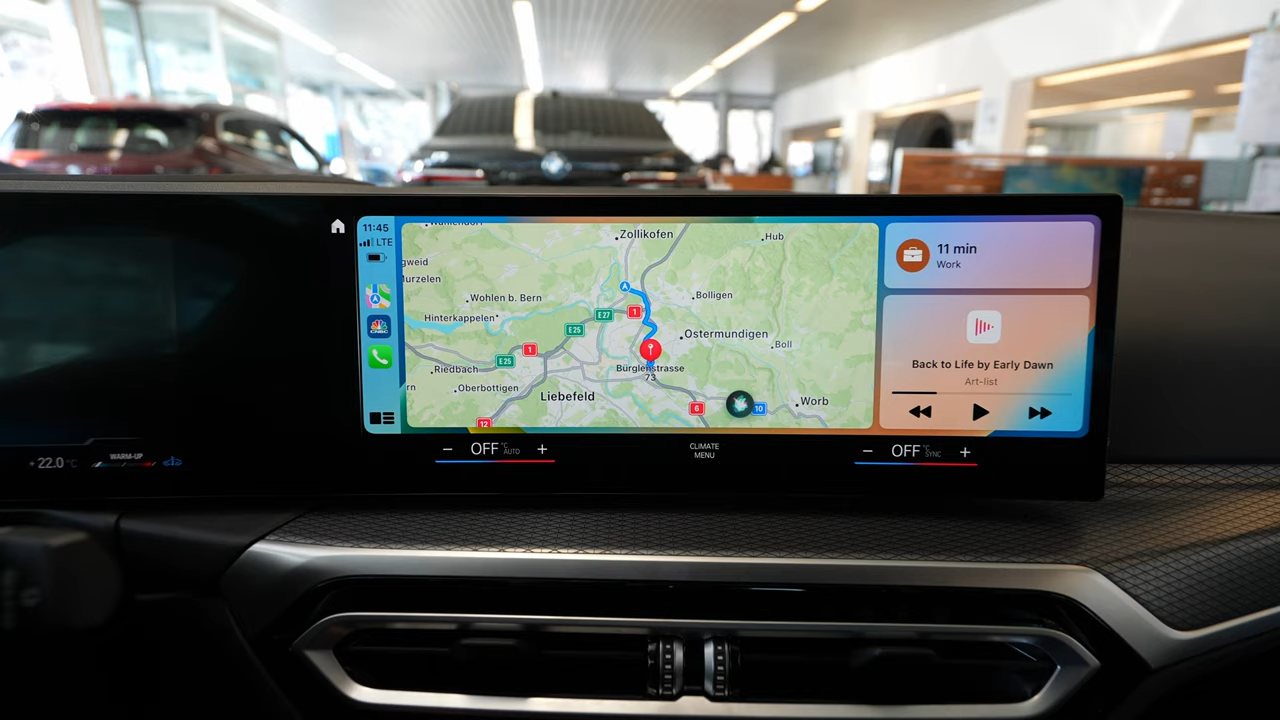 11:45
LTE
CNBC
Zollikofen
Hub
gweid
Wohlen b. Bern
Bolligen
Hinterkappelen
E27
1
E25
Ostermundigen
Boll
1
E25
Riedbach
Bürglenstrasse
73
Oberbottigen
Liebefeld
6
10
Worb
12
11 min
Work
Back to Life by Early Dawn
Art-list
22.0 °C
WARM-UP
− OFF °C AUTO +
CLIMATE
MENU
− OFF °C SYNC +